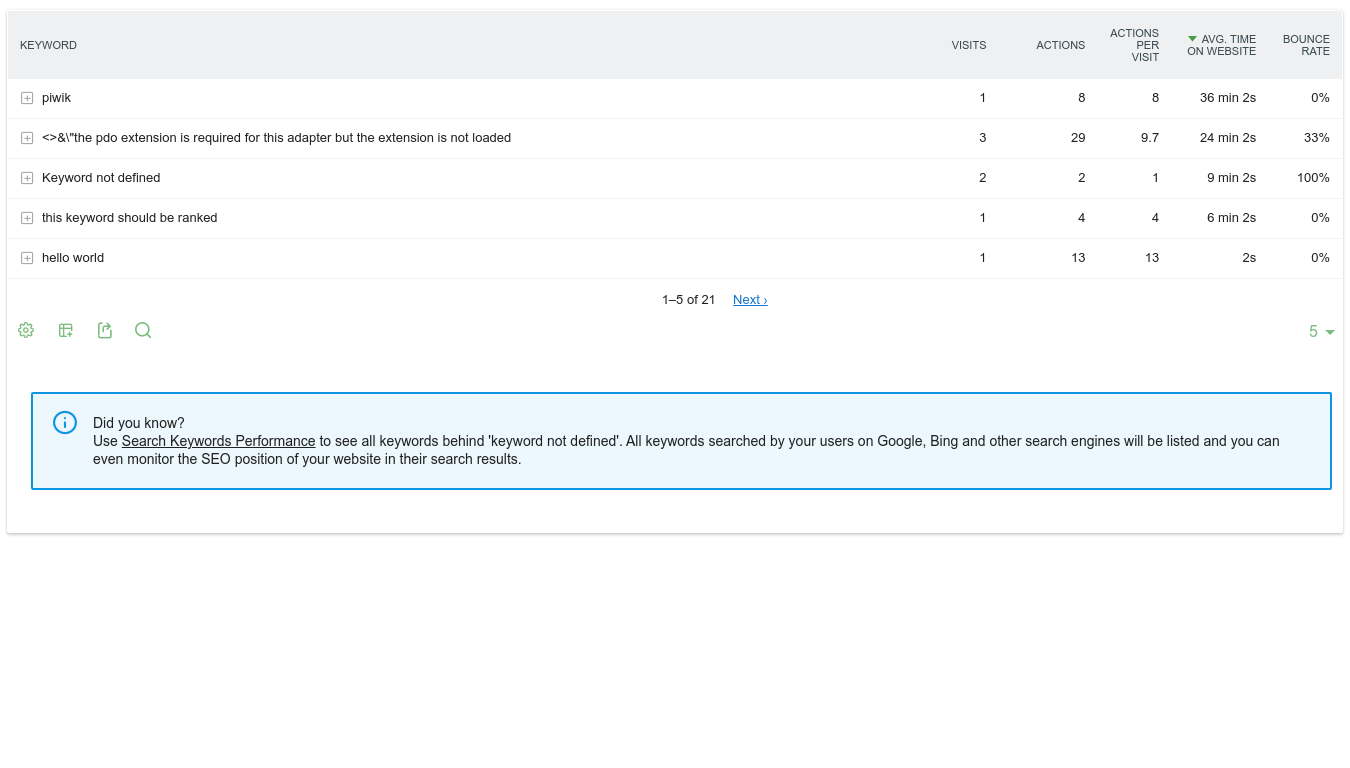 KEYWORD VISITS ACTIONS ACTIONS PER VISIT AVG. TIME ON WEBSITE BOUNCE RATE
piwik 1 8 8 36 min 2s 0%
<>&\"the pdo extension is required for this adapter but the extension is not loaded 3 29 9.7 24 min 2s 33%
Keyword not defined 2 2 1 9 min 2s 100%
this keyword should be ranked 1 4 4 6 min 2s 0%
hello world 1 13 13 2s 0%
1–5 of 21 Next ›
5
Did you know?
Use Search Keywords Performance to see all keywords behind 'keyword not defined'. All keywords searched by your users on Google, Bing and other search engines will be listed and you can
even monitor the SEO position of your website in their search results.